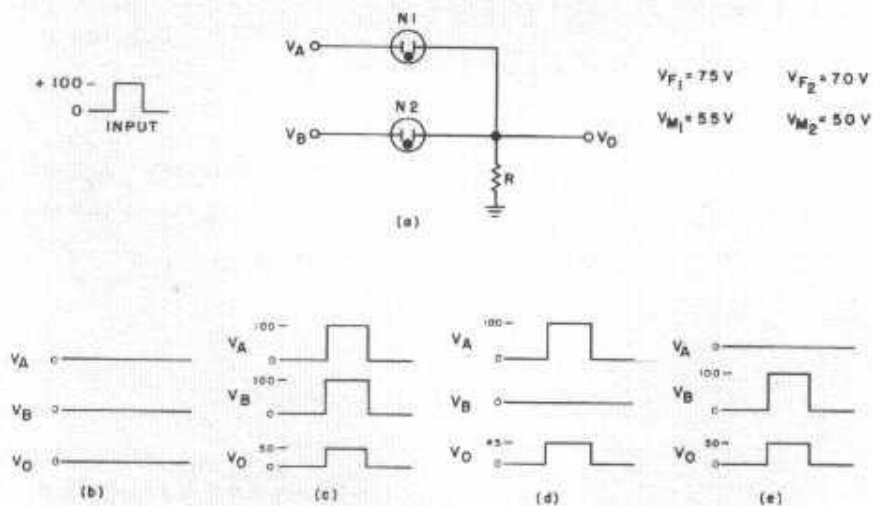 N1
VA
VF1 = 75 V VF2 = 70 V
+ 100
0
INPUT
N2
VB
VO
VM1 = 55 V VM2 = 50 V
R
(a)
VA 0
VB 0
VO 0
(b)
100
VA
0
100
VB
0
50
VO 0
(c)
100
VA
0
VB 0
45
VO 0
(d)
VA 0
100
VB
0
50
VO 0
(e)